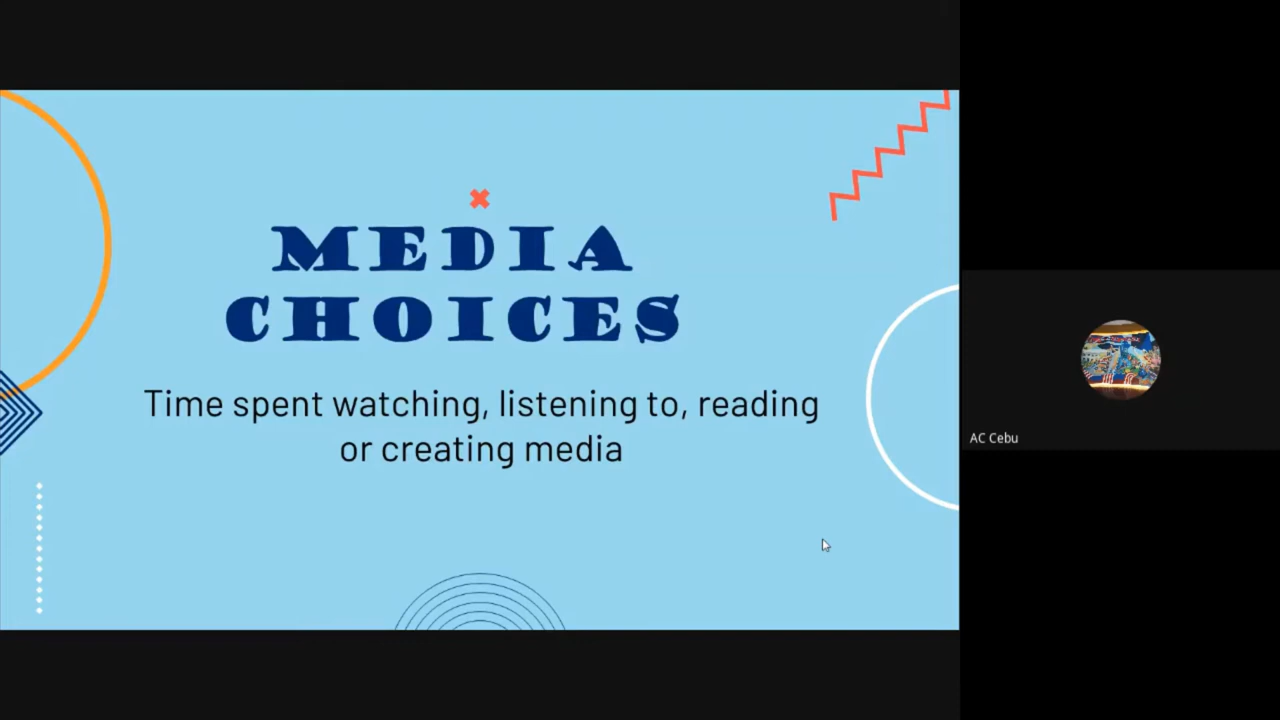 MEDIA
CHOICES
Time spent watching, listening to, reading
or creating media
AC Cebu